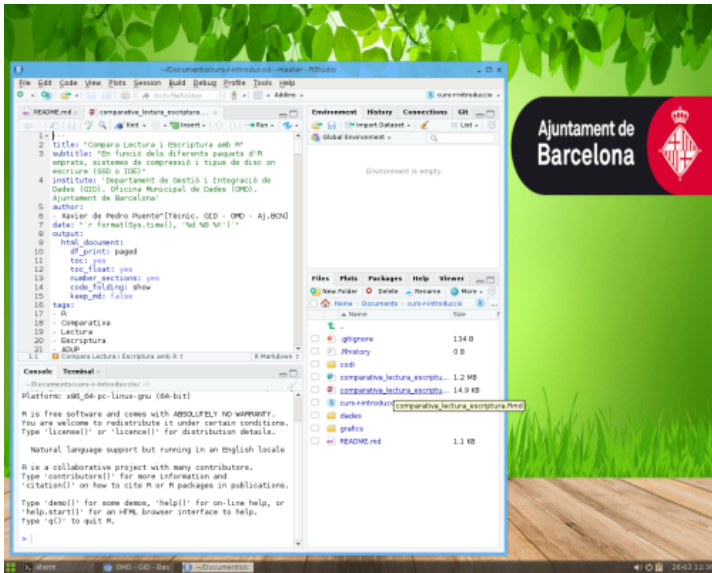 ~/Documents/curs-r-introduccio - master - RStudio
File Edit Code View Plots Session Build Debug Profile Tools Help
Go to file/function
Addins
curs-r-introduccio
README.md
comparativa_lectura_escriptura...
Knit
Insert
Run
1 ---
2 title: "Compara Lectura i Escriptura amb R"
3 subtitle: "En funció dels diferents paquets d'R
emprats, sistemes de compressió i tipus de disc on
escriure (SSD o IDE)"
4 institute: 'Departament de Gestió i Integració de
Dades (GID). Oficina Municipal de Dades (OMD).
Ajuntament de Barcelona'
5 author:
6 - Xavier de Pedro Puente^[Tècnic. GID - OMD - Aj.BCN]
7 date: "`r format(Sys.time(), '%d %B %Y')`"
8 output:
9 html_document:
10 df_print: paged
11 toc: yes
12 toc_float: yes
13 number_sections: yes
14 code_folding: show
15 keep_md: false
16 tags:
17 - R
18 - Comparativa
19 - Lectura
20 - Escriptura
21 - ADUP
1:1 Compara Lectura i Escriptura amb R R Markdown
Console Terminal
~/Documents/curs-r-introduccio/
Platform: x86_64-pc-linux-gnu (64-bit)
R is free software and comes with ABSOLUTELY NO WARRANTY.
You are welcome to redistribute it under certain conditions.
Type 'license()' or 'licence()' for distribution details.
Natural language support but running in an English locale
R is a collaborative project with many contributors.
Type 'contributors()' for more information and
'citation()' on how to cite R or R packages in publications.
Type 'demo()' for some demos, 'help()' for on-line help, or
'help.start()' for an HTML browser interface to help.
Type 'q()' to quit R.
>
Environment History Connections Git
Import Dataset List
Global Environment
Environment is empty
Files Plots Packages Help Viewer
New Folder Delete Rename More
Home Documents curs-r-introduccio
Name Size
..
.gitignore 134 B
.Rhistory 0 B
codi
comparativa_lectura_escriptu... 1.2 MB
comparativa_lectura_escriptu... 14.9 KB
curs-r-introducc
comparativa_lectura_escriptura.Rmd
dades
grafics
README.md 1.1 KB
Ajuntament de
Barcelona
xterm
OMD - GID - Bas
~/Documents/c